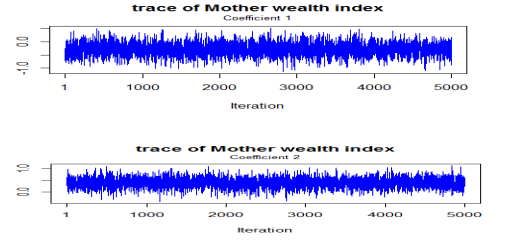 trace of Mother wealth index
Coefficient 1
0.0
-1.0
1 1000 2000 3000 4000 5000
Iteration
trace of Mother wealth index
Coefficient 2
1.0
0.0
1 1000 2000 3000 4000 5000
Iteration